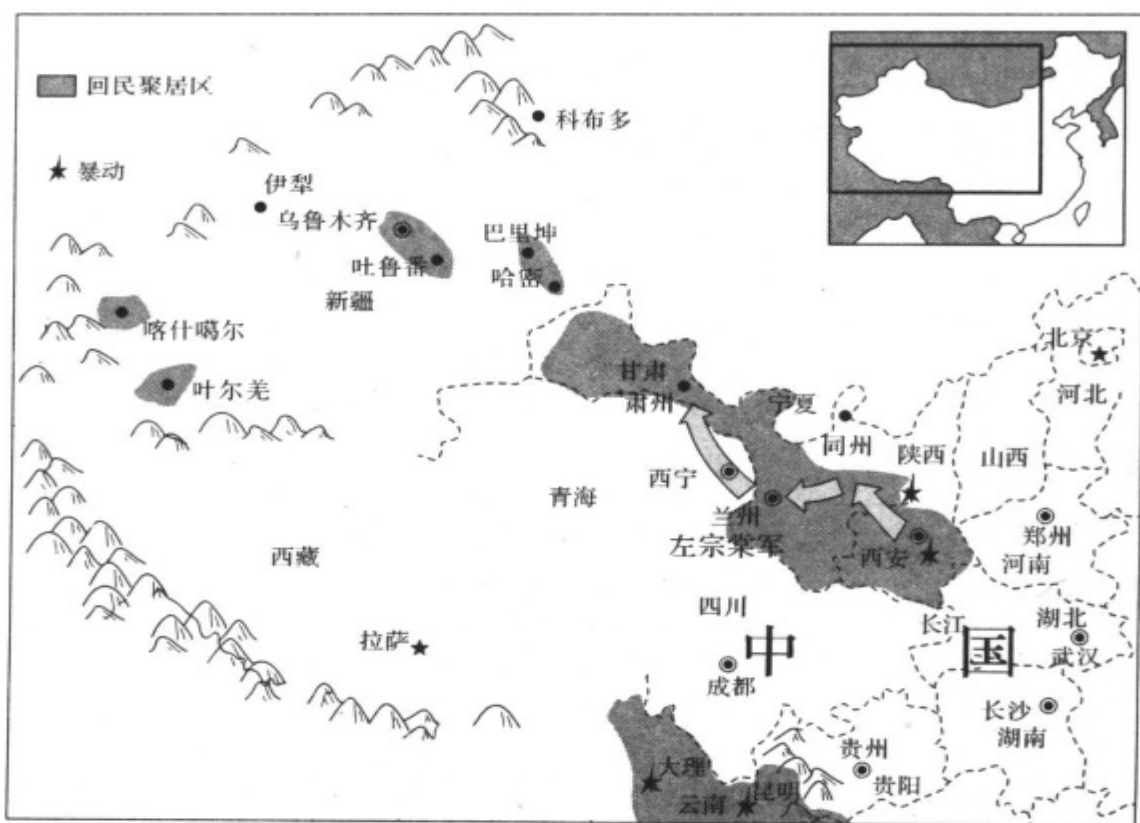 回民聚居区
科布多
暴动
伊犁
乌鲁木齐
巴里坤
吐鲁番
哈密
新疆
喀什噶尔
北京
甘肃
叶尔羌
肃州
宁夏
河北
同州
陕西
山西
西宁
青海
兰州
郑州
左宗棠军
西安
河南
西藏
四川
长江
湖北
中国
拉萨
武汉
成都
长沙
湖南
贵州
大理
贵阳
云南
昆明